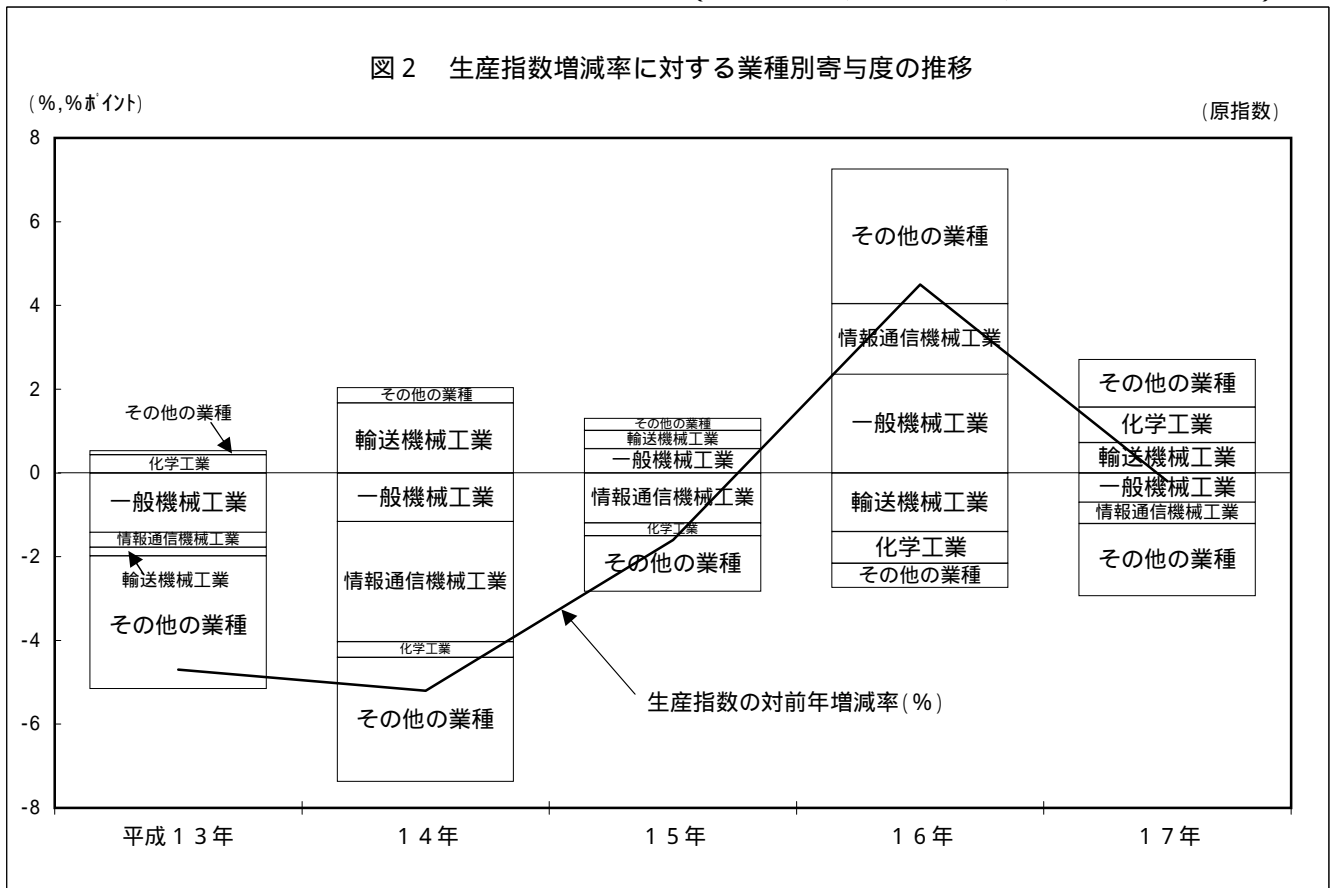 図２　生産指数増減率に対する業種別寄与度の推移
(％,％ﾎﾟｲﾝﾄ)
(原指数)
8
6
4
2
0
-2
-4
-6
-8
その他の業種
化学工業
一般機械工業
情報通信機械工業
輸送機械工業
その他の業種
その他の業種
輸送機械工業
一般機械工業
情報通信機械工業
化学工業
その他の業種
その他の業種
輸送機械工業
一般機械工業
情報通信機械工業
化学工業
その他の業種
その他の業種
情報通信機械工業
一般機械工業
輸送機械工業
化学工業
その他の業種
その他の業種
化学工業
輸送機械工業
一般機械工業
情報通信機械工業
その他の業種
生産指数の対前年増減率(％)
平成１３年
１４年
１５年
１６年
１７年